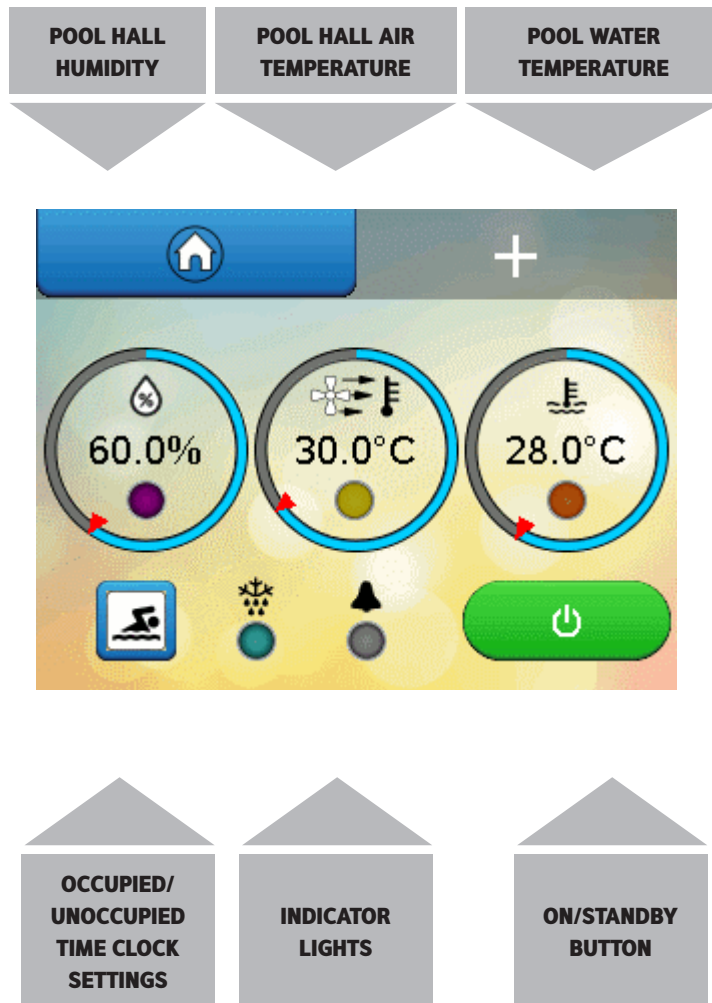 POOL HALL
HUMIDITY
POOL HALL AIR
TEMPERATURE
POOL WATER
TEMPERATURE
%
60.0%
30.0°C
28.0°C
OCCUPIED/
UNOCCUPIED
TIME CLOCK
SETTINGS
INDICATOR
LIGHTS
ON/STANDBY
BUTTON